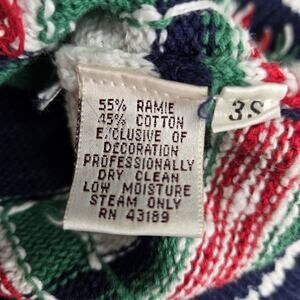 55% RAMIE
45% COTTON
EXCLUSIVE OF
DECORATION
PROFESSIONALLY
DRY CLEAN
LOW MOISTURE
STEAM ONLY
RN 43189
3S